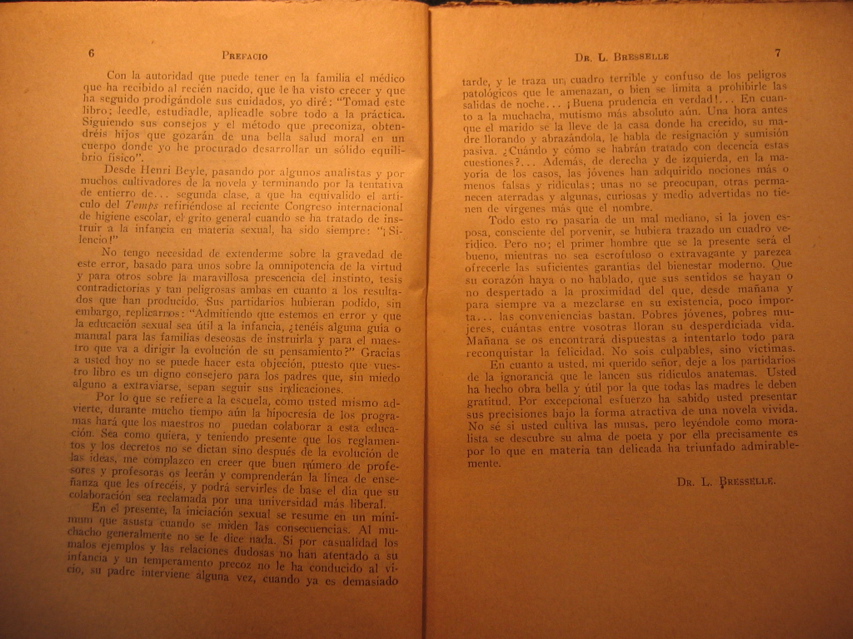 6
PREFACIO
Con la autoridad que puede tener en la familia el médico
que ha recibido al recién nacido, que le ha visto crecer y que
ha seguido prodigándole sus cuidados, yo diré: "Tomad este
libro; leedle, estudiadle, aplicadle sobre todo a la práctica.
Siguiendo sus consejos y el método que preconiza, obten-
dréis hijos que gozarán de una bella salud moral en un
cuerpo donde yo he procurado desarrollar un sólido equili-
brio físico".
Desde Henri Beyle, pasando por algunos analistas y por
muchos cultivadores de la novela y terminando por la tentativa
de entierro de... segunda clase, a que ha equivalido el artí-
culo del Temps refiriéndose al reciente Congreso internacional
de higiene escolar, el grito general cuando se ha tratado de ins-
truir a la infancia en materia sexual, ha sido siempre: "¡Si-
lencio!"
No tengo necesidad de extenderme sobre la gravedad de
este error, basado para unos sobre la omnipotencia de la virtud
y para otros sobre la maravillosa presciencia del instinto, tesis
contradictorias y tan peligrosas ambas en cuanto a los resulta-
dos que han producido. Sus partidarios hubieran podido, sin
embargo, replicarnos: "Admitiendo que estemos en error y que
la educación sexual sea útil a la infancia, ¿tenéis alguna guía o
manual para las familias deseosas de instruirla y para el maes-
tro que va a dirigir la evolución de su pensamiento?" Gracias
a usted hoy no se puede hacer esta objeción, puesto que vues-
tro libro es un digno consejero para los padres que, sin miedo
alguno a extraviarse, sepan seguir sus indicaciones.
Por lo que se refiere a la escuela, como usted mismo ad-
vierte, durante mucho tiempo aún la hipocresía de los progra-
mas hará que los maestros no puedan colaborar a esta educa-
ción. Sea como quiera, y teniendo presente que los reglamen-
tos y los decretos no se dictan sino después de la evolución de
las ideas, me complazco en creer que buen número de profe-
sores y profesoras os leerán y comprenderán la línea de ense-
ñanza que les ofrecéis, y podrá servirles de base el día que su
colaboración sea reclamada por una universidad más liberal.
En el presente, la iniciación sexual se resume en un míni-
mum que asusta cuando se miden las consecuencias. Al mu-
chacho generalmente no se le dice nada. Si por casualidad los
malos ejemplos y las relaciones dudosas no han atentado a su
infancia y un temperamento precoz no le ha conducido al vi-
cio, su padre interviene alguna vez, cuando ya es demasiado
DR. L. BRESSELLE
7
tarde, y le traza un cuadro terrible y confuso de los peligros
patológicos que le amenazan, o bien se limita a prohibirle las
salidas de noche... ¡Buena prudencia en verdad!... En cuan-
to a la muchacha, mutismo más absoluto aún. Una hora antes
que el marido se la lleve de la casa donde ha crecido, su ma-
dre llorando y abrazándola, le habla de resignación y sumisión
pasiva. ¿Cuándo y cómo se habrán tratado con decencia estas
cuestiones?... Además, de derecha y de izquierda, en la ma-
yoría de los casos, las jóvenes han adquirido nociones más o
menos falsas y ridículas; unas no se preocupan, otras perma-
necen aterradas y algunas, curiosas y medio advertidas no tie-
nen de vírgenes más que el nombre.
Todo esto no pasaría de un mal mediano, si la joven es-
posa, consciente del porvenir, se hubiera trazado un cuadro ve-
rídico. Pero no; el primer hombre que se la presente será el
bueno, mientras no sea escrofuloso o extravagante y parezca
ofrecerle las suficientes garantías del bienestar moderno. Que
su corazón haya o no hablado, que sus sentidos se hayan o
no despertado a la proximidad del que, desde mañana y
para siempre va a mezclarse en su existencia, poco impor-
ta... las conveniencias bastan. Pobres jóvenes, pobres mu-
jeres, cuántas entre vosotras lloran su desperdiciada vida.
Mañana se os encontrará dispuestas a intentarlo todo para
reconquistar la felicidad. No sois culpables, sino víctimas.
En cuanto a usted, mi querido señor, deje a los partidarios
de la ignorancia que le lancen sus ridículos anatemas. Usted
ha hecho obra bella y útil por la que todas las madres le deben
gratitud. Por excepcional esfuerzo ha sabido usted presentar
sus precisiones bajo la forma atractiva de una novela vivida.
No sé si usted cultiva las musas, pero leyéndole como mora-
lista se descubre su alma de poeta y por ella precisamente es
por lo que en materia tan delicada ha triunfado admirable-
mente.
DR. L. BRESSELLE.